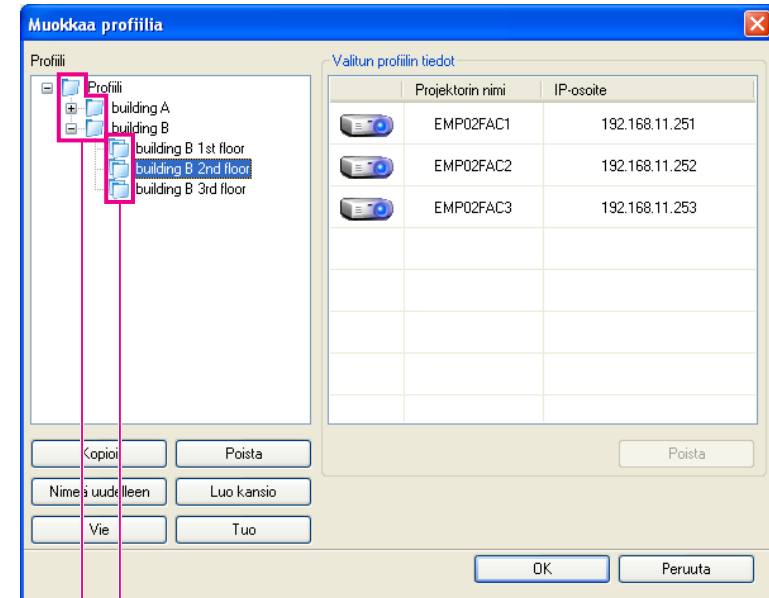 Muokkaa profiilia
Profiili
Profiili
building A
building B
building B 1st floor
building B 2nd floor
building B 3rd floor
Valitun profiilin tiedot
Projektorin nimi IP-osoite
EMP02FAC1 192.168.11.251
EMP02FAC2 192.168.11.252
EMP02FAC3 192.168.11.253
Kopioi Poista Poista
Nimeä uudelleen Luo kansio
Vie Tuo
OK Peruuta